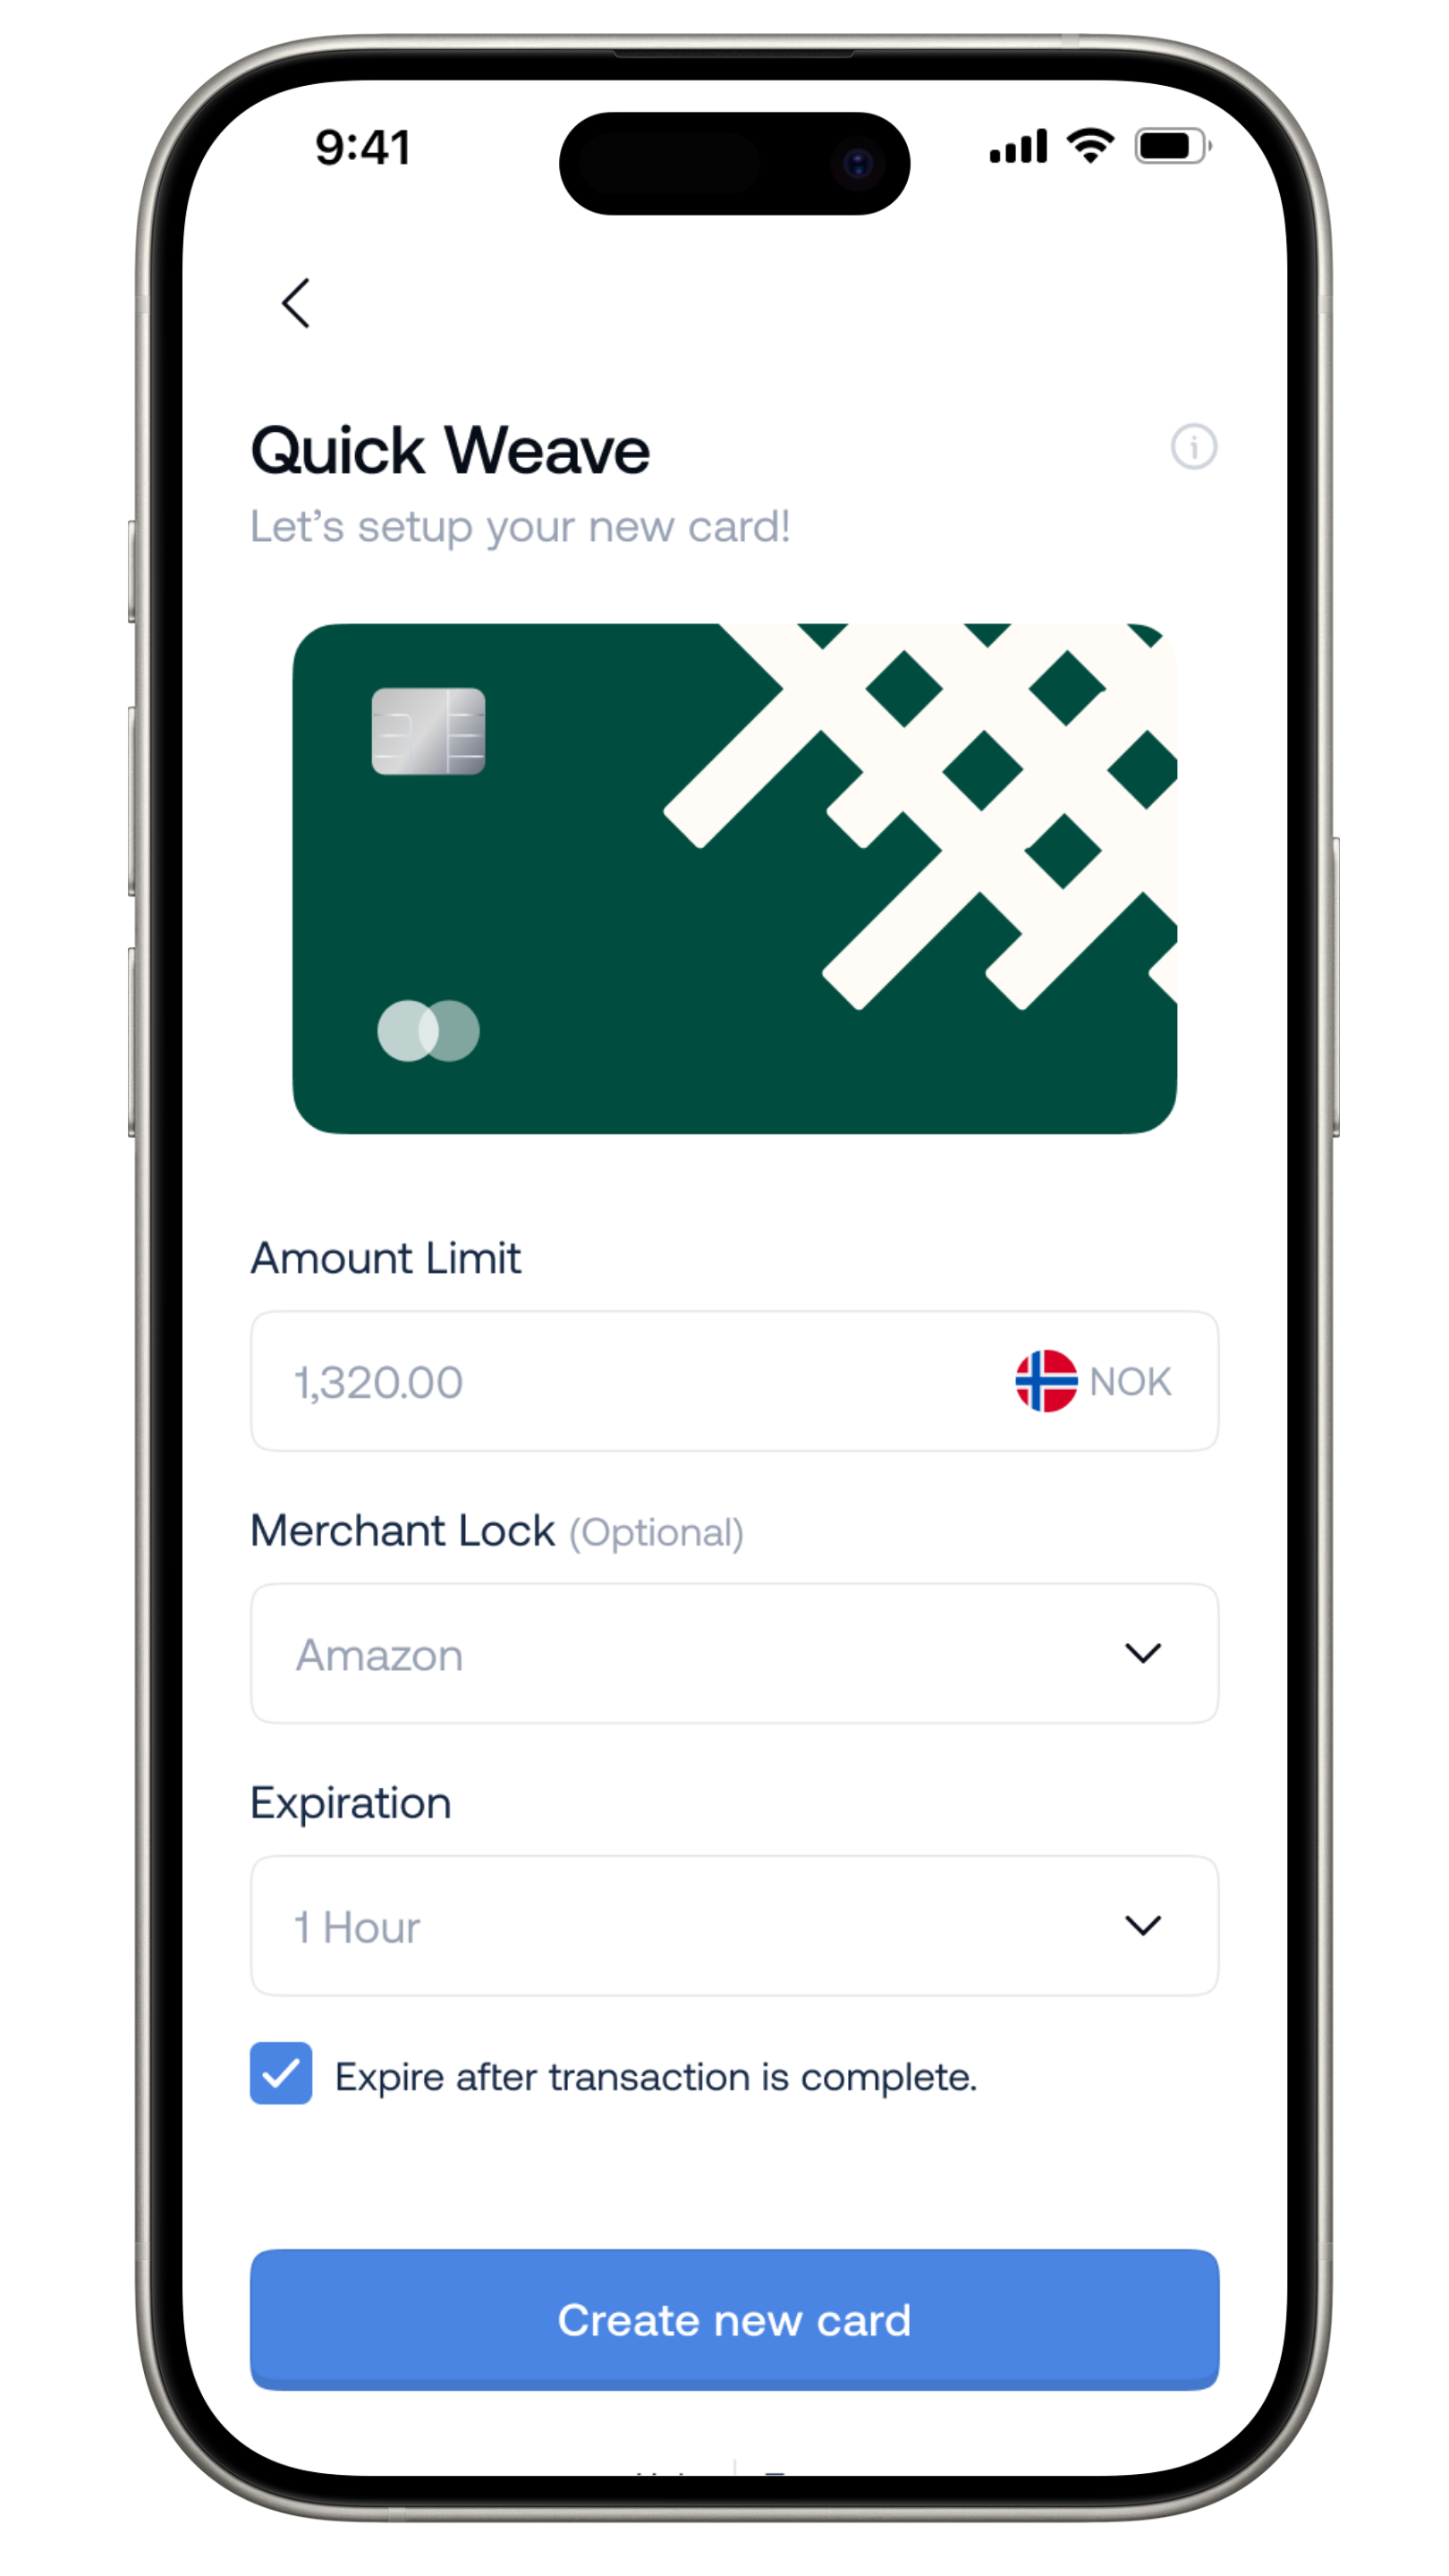 9:41
Quick Weave
Let’s setup your new card!
Amount Limit
1,320.00 NOK
Merchant Lock (Optional)
Amazon
Expiration
1 Hour
Expire after transaction is complete.
Create new card